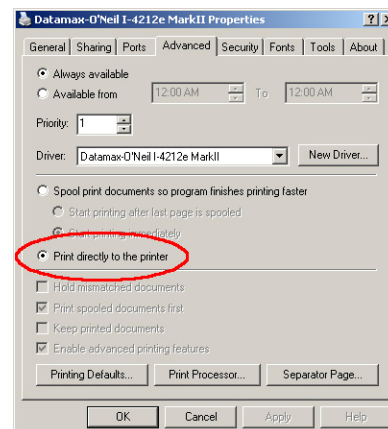 Datamax-O'Neil I-4212e MarkII Properties
General Sharing Ports Advanced Security Fonts Tools About
Always available
Available from 12:00 AM To 12:00 AM
Priority: 1
Driver: Datamax-O'Neil I-4212e MarkII New Driver...
Spool print documents so program finishes printing faster
Start printing after last page is spooled
Start printing immediately
Print directly to the printer
Hold mismatched documents
Print spooled documents first
Keep printed documents
Enable advanced printing features
Printing Defaults... Print Processor... Separator Page...
OK Cancel Apply Help